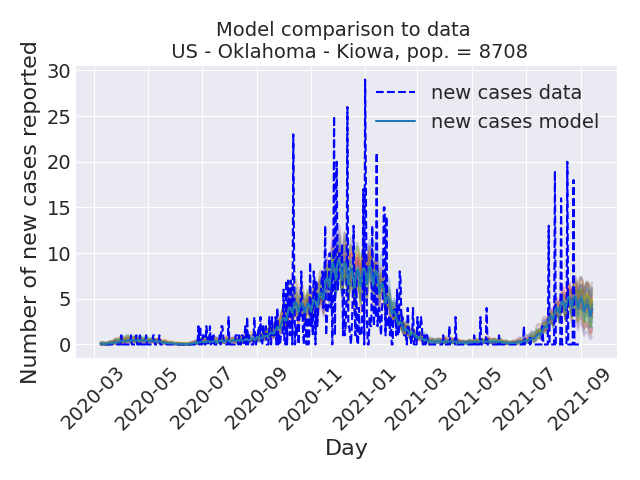 Model comparison to data
US - Oklahoma - Kiowa, pop. = 8708
Number of new cases reported
30
25
20
15
10
5
0
new cases data
new cases model
2020-03
2020-05
2020-07
2020-09
2020-11
2021-01
2021-03
2021-05
2021-07
2021-09
Day